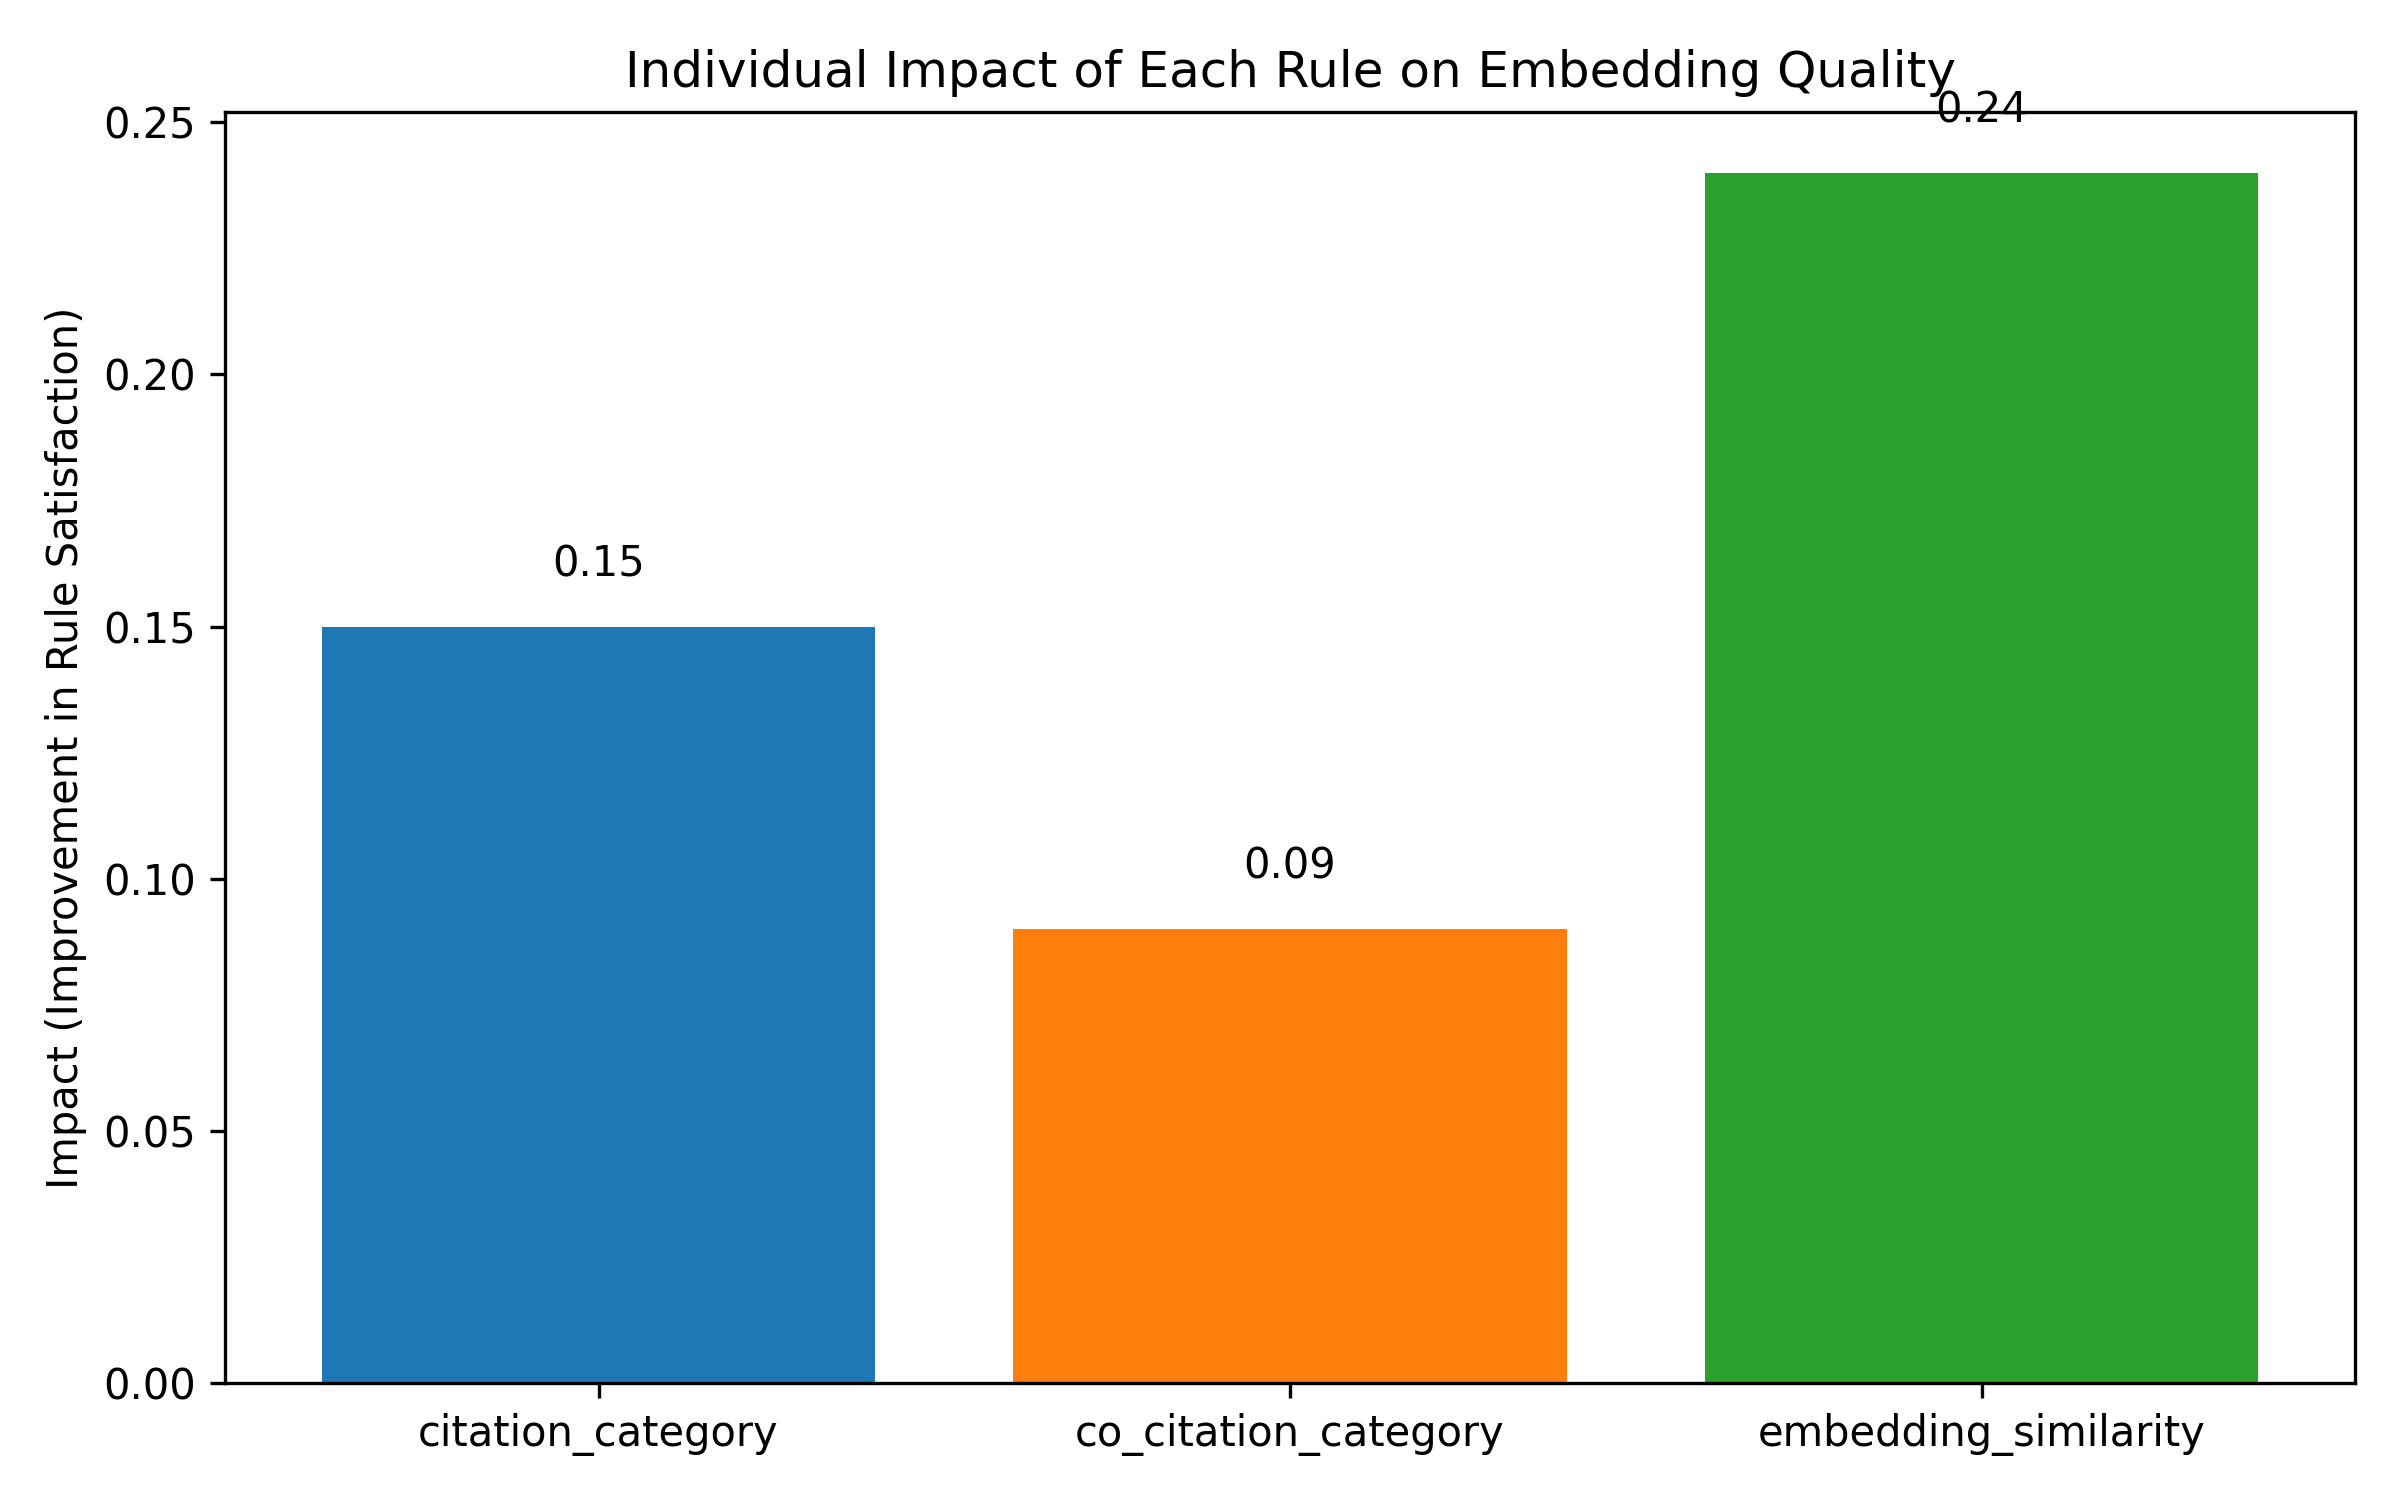 Individual Impact of Each Rule on Embedding Quality
0.24
0.25
0.20
0.15
0.10
0.05
0.00
Impact (Improvement in Rule Satisfaction)
0.15
0.09
citation_category
co_citation_category
embedding_similarity